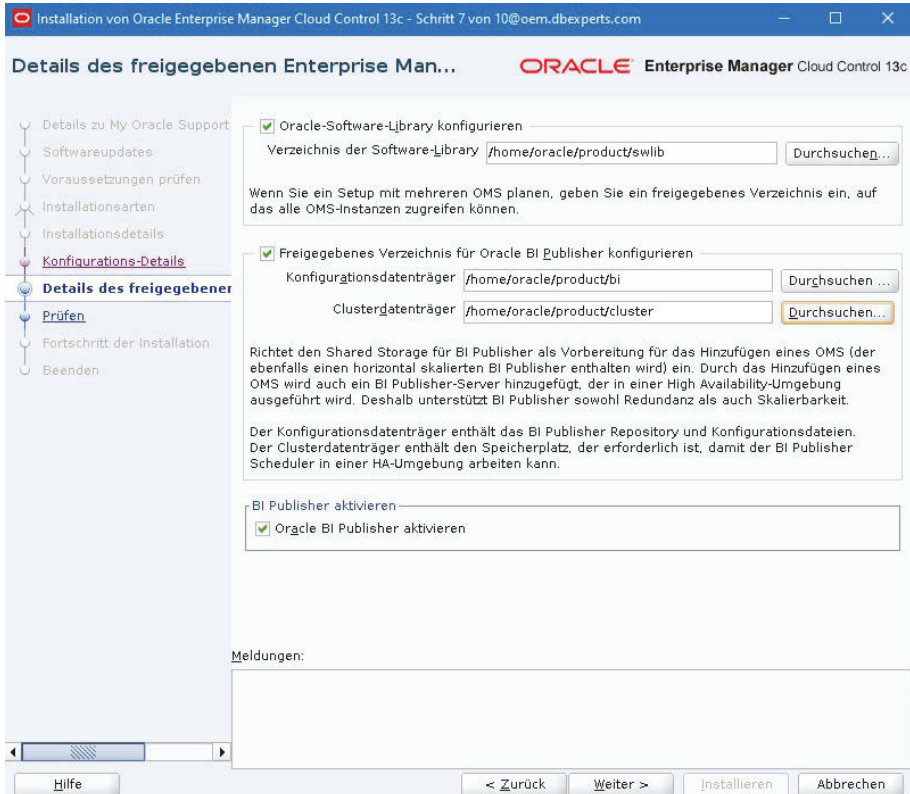 Installation von Oracle Enterprise Manager Cloud Control 13c - Schritt 7 von 10@oem.dbexperts.com
Details des freigegebenen Enterprise Man...
ORACLE Enterprise Manager Cloud Control 13c
Details zu My Oracle Support
Softwareupdates
Voraussetzungen prüfen
Installationsarten
Installationsdetails
Konfigurations-Details
Details des freigegebener
Prüfen
Fortschritt der Installation
Beenden
Oracle-Software-Library konfigurieren
Verzeichnis der Software-Library /home/oracle/product/swlib Durchsuchen...
Wenn Sie ein Setup mit mehreren OMS planen, geben Sie ein freigegebenes Verzeichnis ein, auf
das alle OMS-Instanzen zugreifen können.
Freigegebenes Verzeichnis für Oracle BI Publisher konfigurieren
Konfigurationsdatenträger /home/oracle/product/bi Durchsuchen ...
Clusterdatenträger /home/oracle/product/cluster Durchsuchen...
Richtet den Shared Storage für BI Publisher als Vorbereitung für das Hinzufügen eines OMS (der
ebenfalls einen horizontal skalierten BI Publisher enthalten wird) ein. Durch das Hinzufügen eines
OMS wird auch ein BI Publisher-Server hinzugefügt, der in einer High Availability-Umgebung
ausgeführt wird. Deshalb unterstützt BI Publisher sowohl Redundanz als auch Skalierbarkeit.
Der Konfigurationsdatenträger enthält das BI Publisher Repository und Konfigurationsdateien.
Der Clusterdatenträger enthält den Speicherplatz, der erforderlich ist, damit der BI Publisher
Scheduler in einer HA-Umgebung arbeiten kann.
BI Publisher aktivieren
Oracle BI Publisher aktivieren
Meldungen:
Hilfe < Zurück Weiter > Installieren Abbrechen